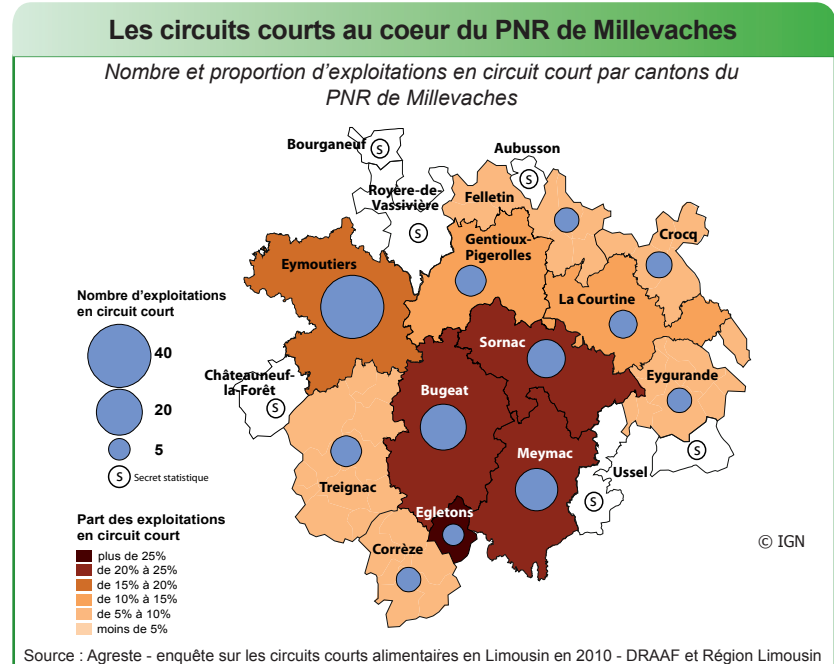 Les circuits courts au coeur du PNR de Millevaches
Nombre et proportion d'exploitations en circuit court par cantons du
PNR de Millevaches
Bourganeuf
S
Aubusson
S
Royère-de-
Vassivière
S
Felletin
Gentioux-
Pigerolles
Crocq
Eymoutiers
La Courtine
Nombre d'exploitations
en circuit court
40
20
5
S Secret statistique
Sornac
Châteauneuf-
la-Forêt
S
Bugeat
Eygurande
Meymac
Ussel
S
S
Treignac
Egletons
Corrèze
© IGN
Part des exploitations
en circuit court
plus de 25%
de 20% à 25%
de 15% à 20%
de 10% à 15%
de 5% à 10%
moins de 5%
Source : Agreste - enquête sur les circuits courts alimentaires en Limousin en 2010 - DRAAF et Région Limousin